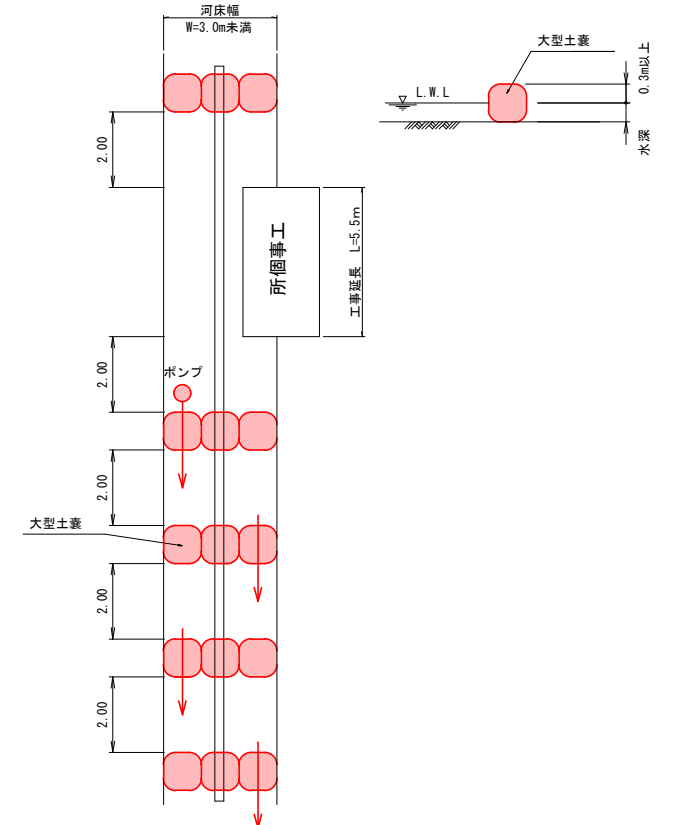 河床幅
W=3.0m未満
大型土嚢
L.W.L
0.3m以上
水深
2.00
所個事工
工事延長 L=5.5m
2.00
ポンプ
2.00
大型土嚢
2.00
2.00